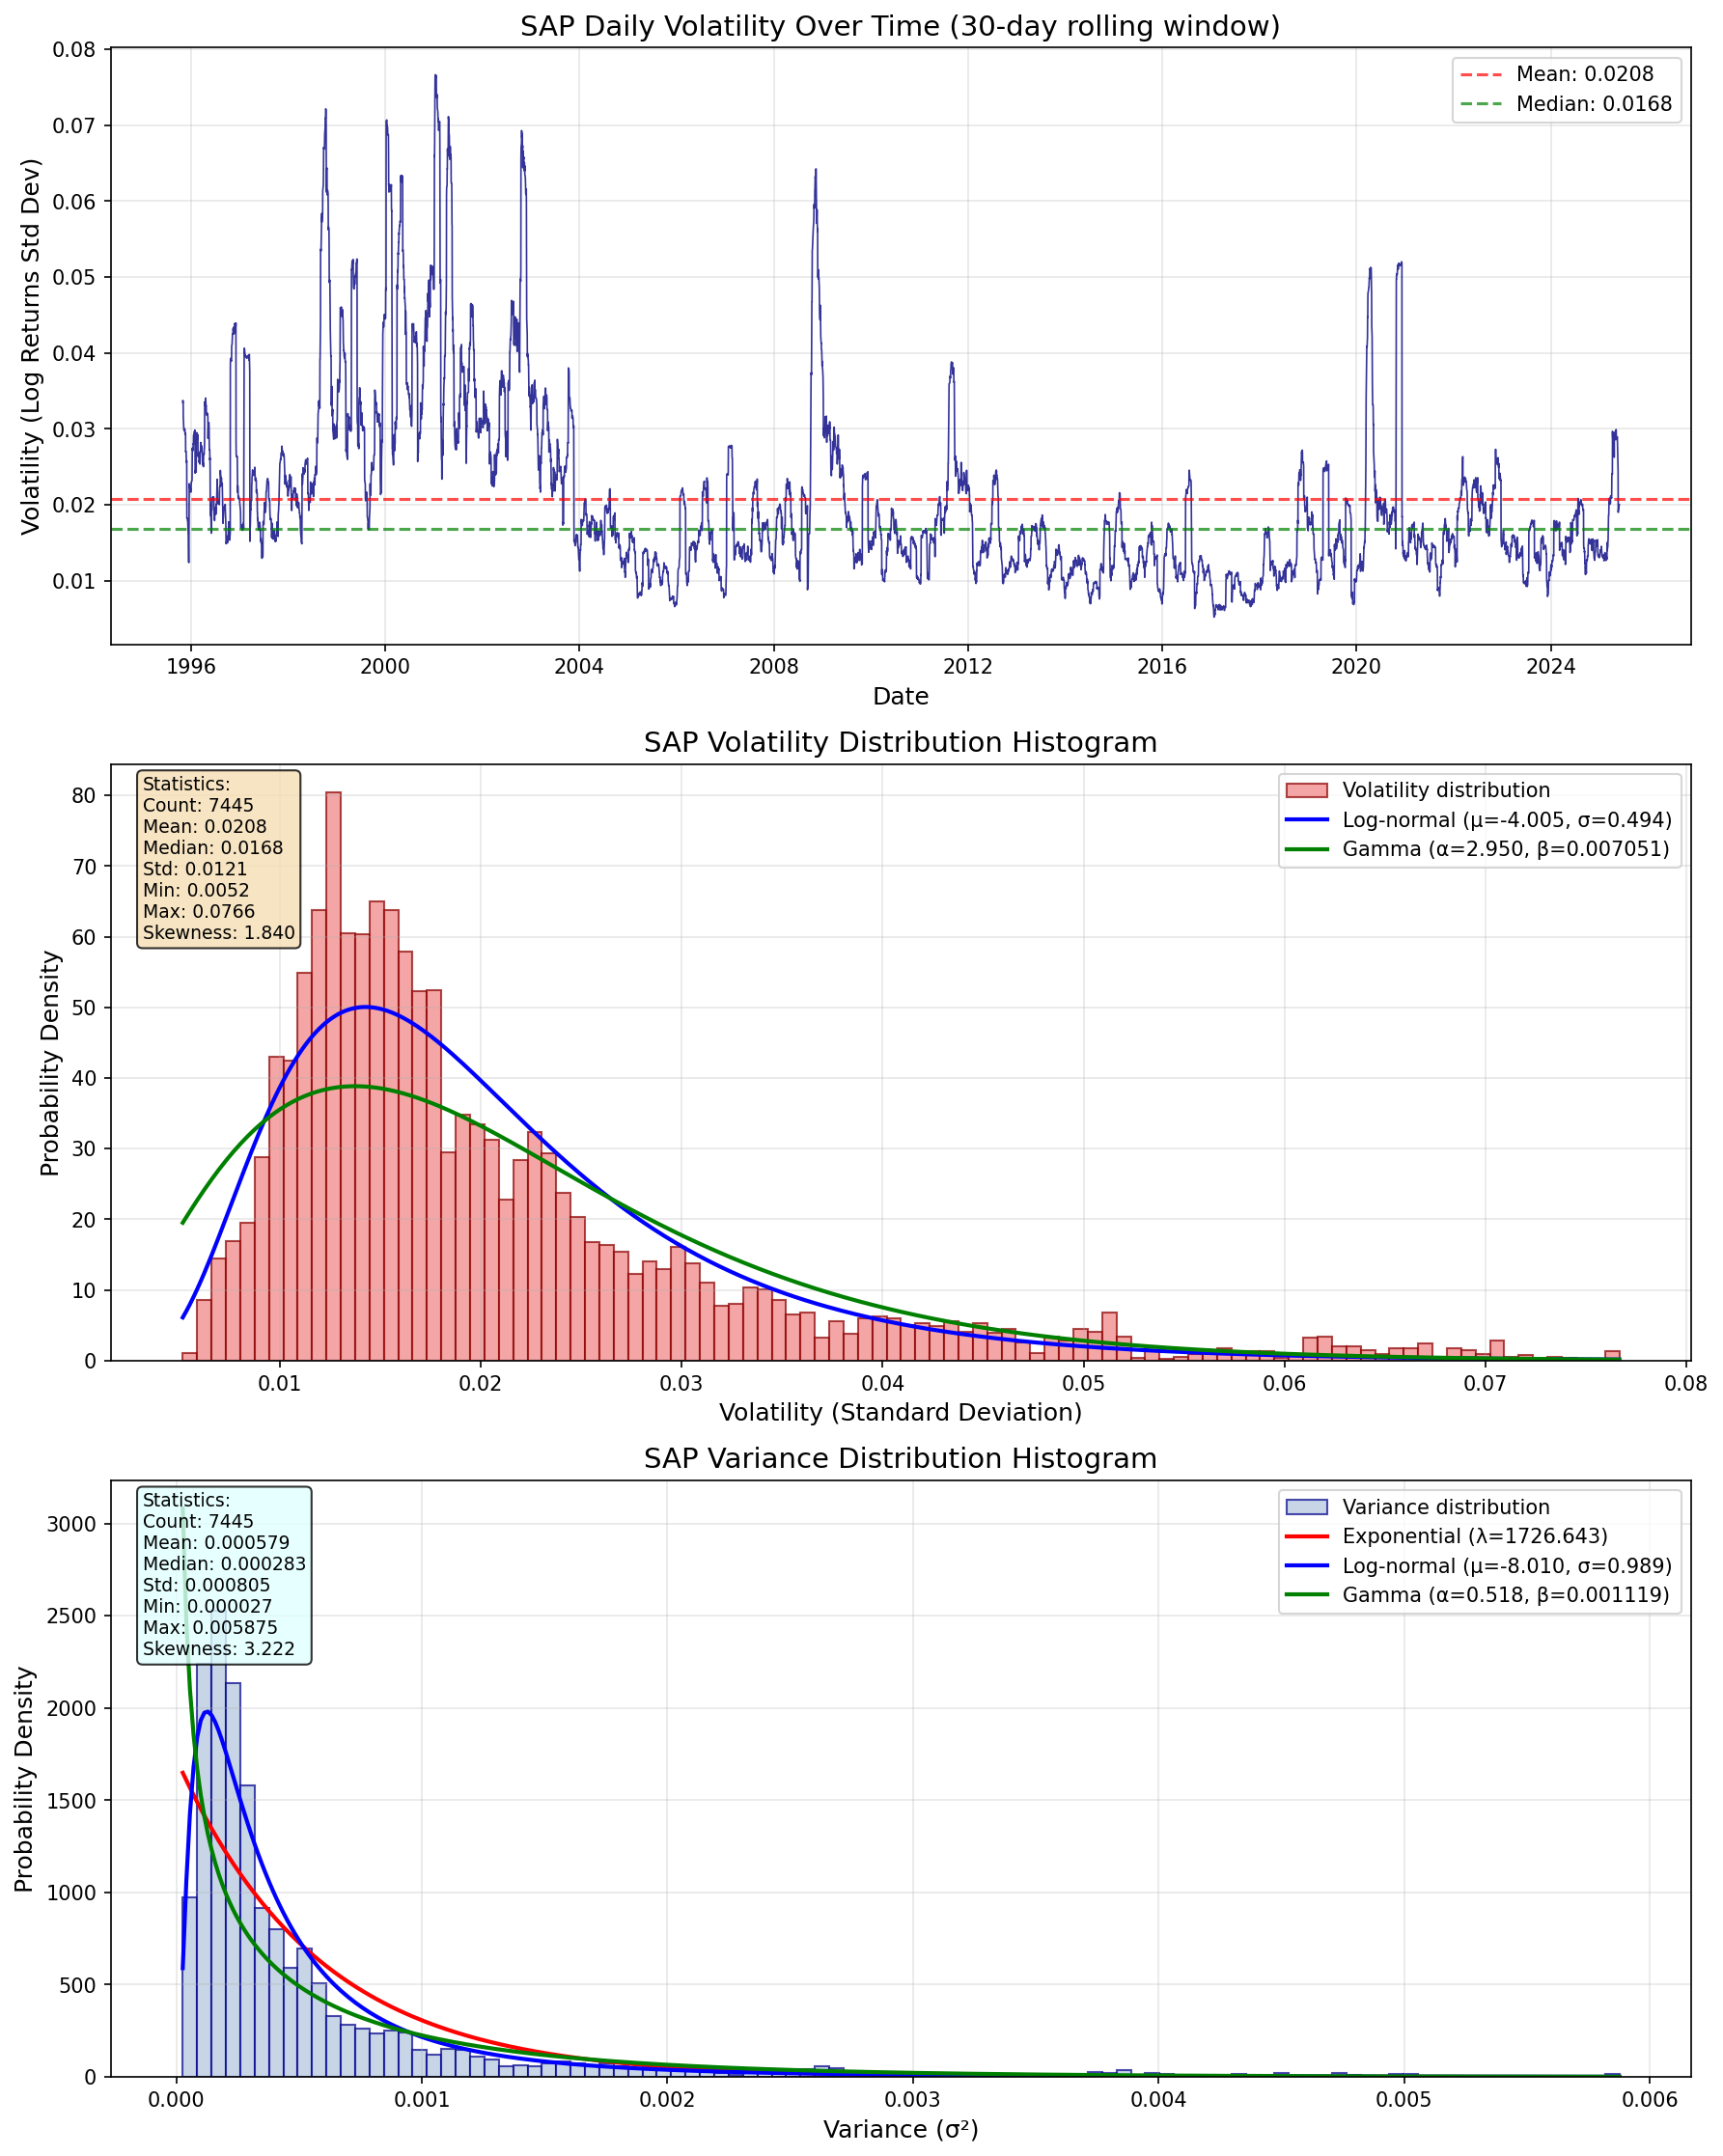 SAP Daily Volatility Over Time (30-day rolling window)
0.08
0.07
0.06
0.05
0.04
0.03
0.02
0.01
Volatility (Log Returns Std Dev)
Mean: 0.0208
Median: 0.0168
1996 2000 2004 2008 2012 2016 2020 2024
Date
SAP Volatility Distribution Histogram
Statistics:
Count: 7445
Mean: 0.0208
Median: 0.0168
Std: 0.0121
Min: 0.0052
Max: 0.0766
Skewness: 1.840
Volatility distribution
Log-normal (μ=-4.005, σ=0.494)
Gamma (α=2.950, β=0.007051)
80
70
60
50
40
30
20
10
0
Probability Density
0.01 0.02 0.03 0.04 0.05 0.06 0.07 0.08
Volatility (Standard Deviation)
SAP Variance Distribution Histogram
Statistics:
Count: 7445
Mean: 0.000579
Median: 0.000283
Std: 0.000805
Min: 0.000027
Max: 0.005875
Skewness: 3.222
Variance distribution
Exponential (λ=1726.643)
Log-normal (μ=-8.010, σ=0.989)
Gamma (α=0.518, β=0.001119)
3000
2500
2000
1500
1000
500
0
Probability Density
0.000 0.001 0.002 0.003 0.004 0.005 0.006
Variance (σ²)